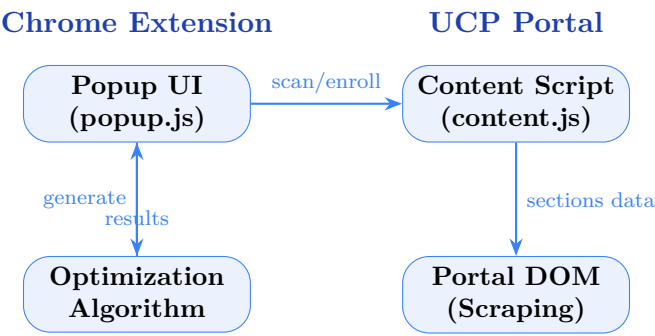 Chrome Extension
UCP Portal
Popup UI
(popup.js)
scan/enroll
Content Script
(content.js)
generate
results
sections data
Optimization
Algorithm
Portal DOM
(Scraping)